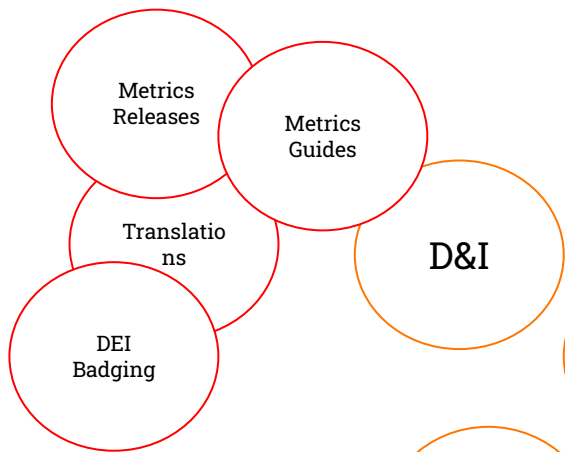 Metrics
Releases
Metrics
Guides
Translatio
ns
D&I
DEI
Badging